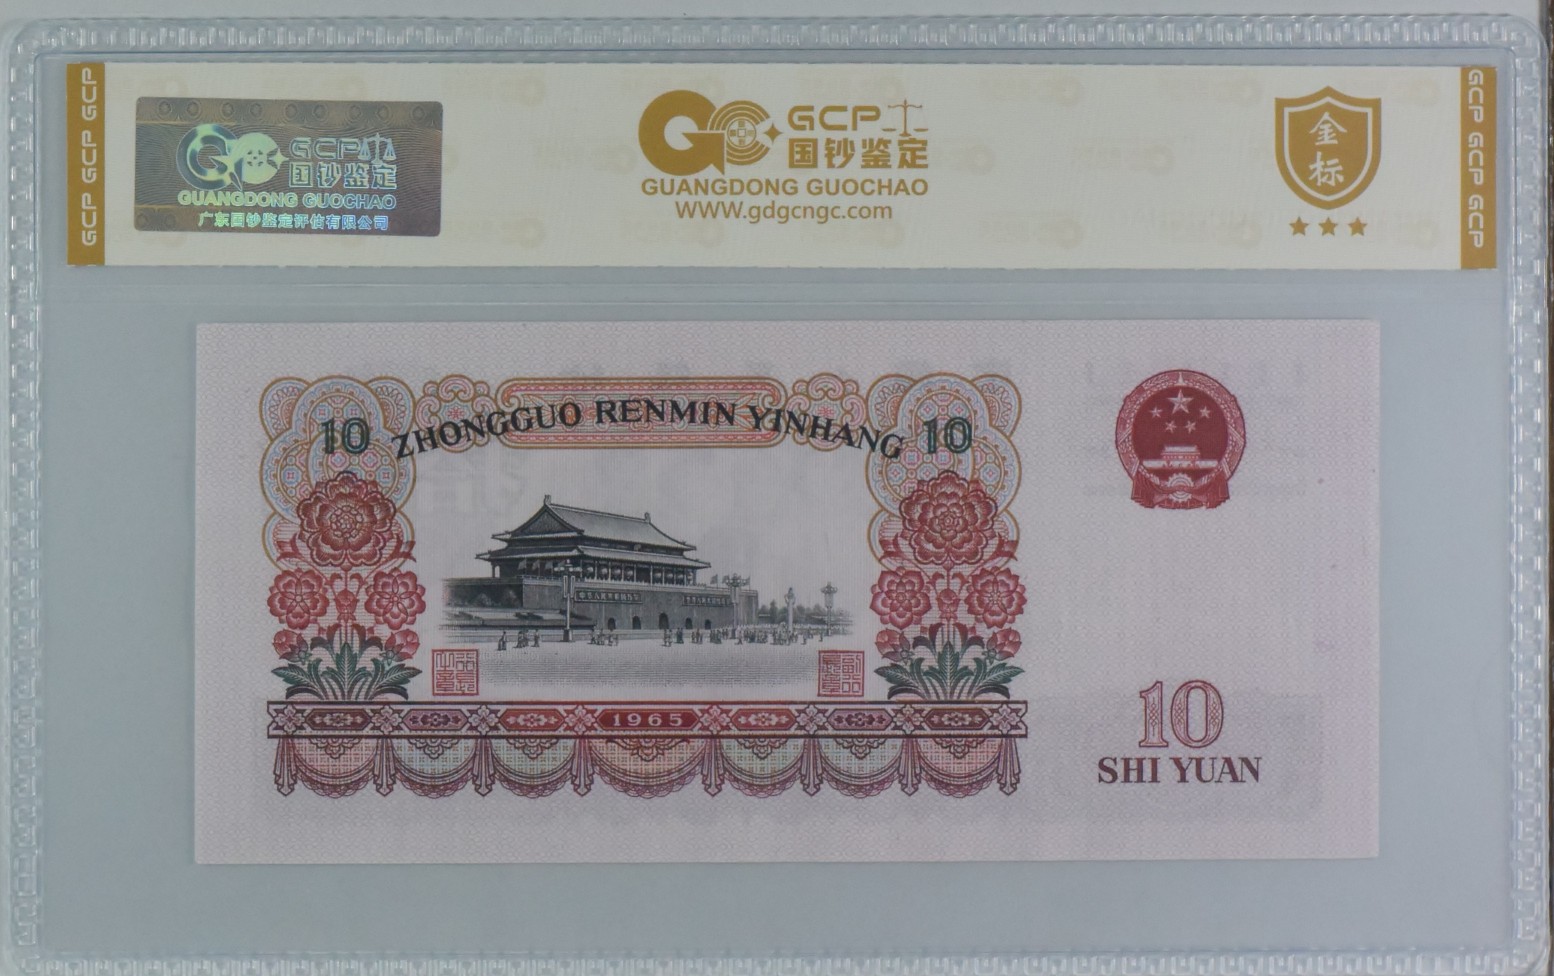 GCP GCP GCP
GCP
国钞鉴定
GUANGDONG GUOCHAO
广东国钞鉴定评估有限公司
GCP
国钞鉴定
GUANGDONG GUOCHAO
WWW.gdgcngc.com
金
标
GCP GCP GCP
10 ZHONGGUO RENMIN YINHANG 10
1965
10
SHI YUAN